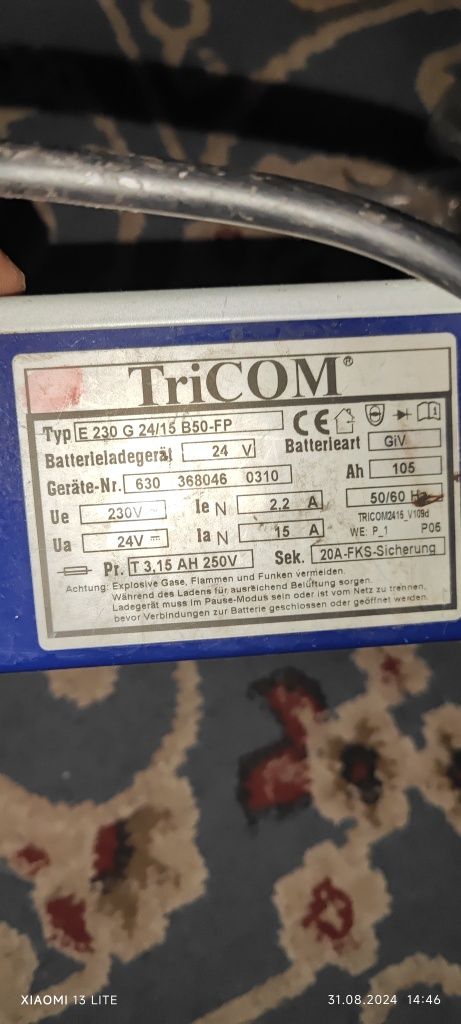 TriCOM®
Typ E 230 G 24/15 B50-FP CE
Batterieladegerät 24 V Batterieart GiV
Geräte-Nr. 630 368046 0310 Ah 105
Ue 230V~ Ie N 2.2 A 50/60 Hz
TRICOM2415_V109d
Ua 24V⎓ Ia N 15 A WE: P_1 P05
Pr. T 3,15 AH 250V Sek. 20A-FKS-Sicherung
Achtung: Explosive Gase, Flammen und Funken vermeiden.
Während des Ladens für ausreichend Belüftung sorgen.
Ladegerät muss im Pause-Modus sein oder ist vom Netz zu trennen,
bevor Verbindungen zur Batterie geschlossen oder geöffnet werden.
XIAOMI 13 LITE
31.08.2024 14:46